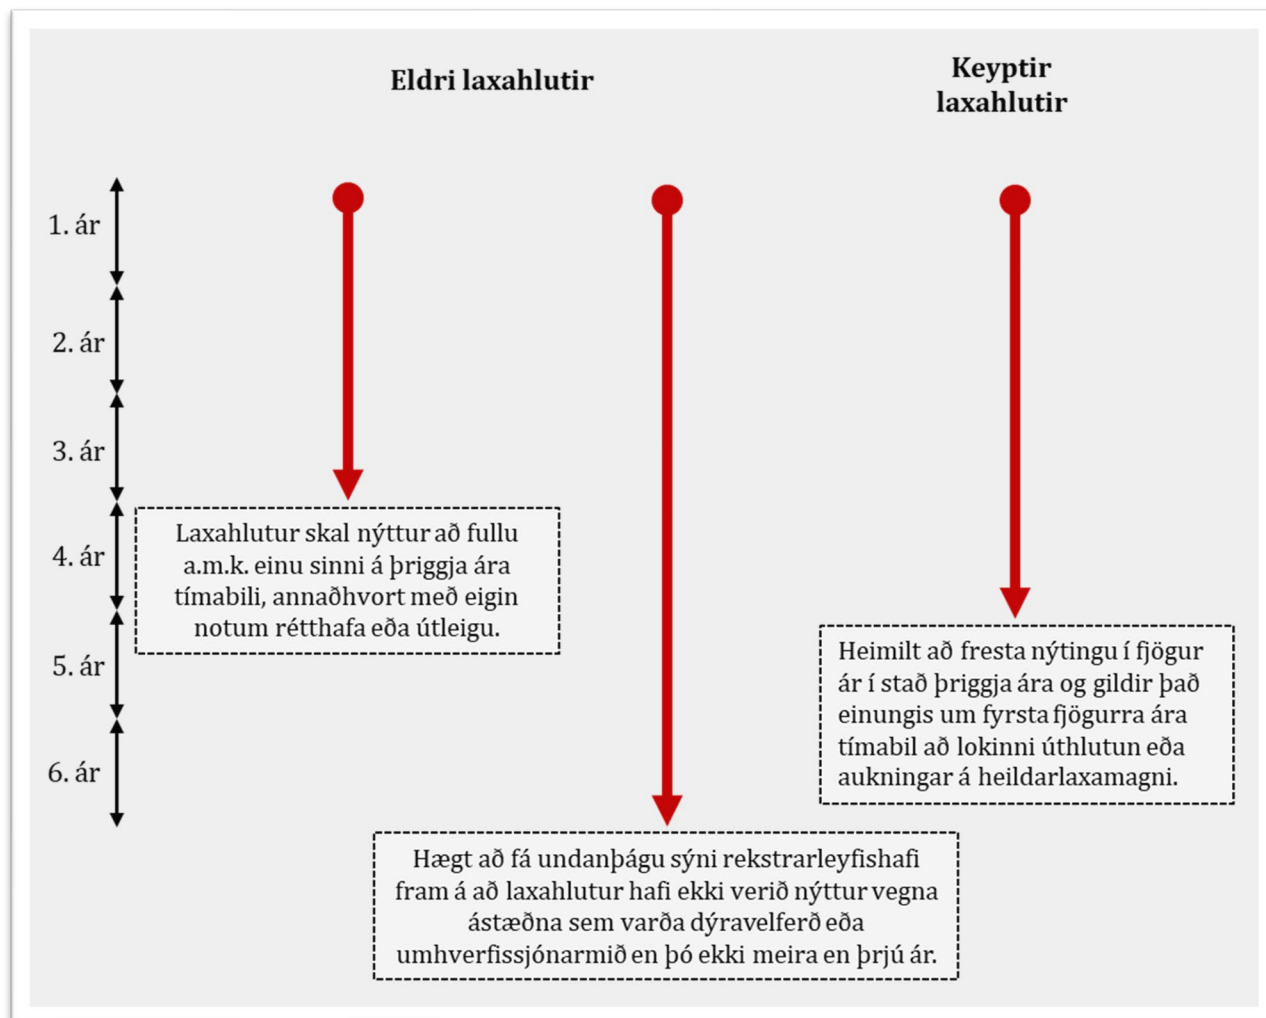 Eldri laxahlutir
Keyptir
laxahlutir
1. ár
2. ár
3. ár
4. ár
5. ár
6. ár
Laxahlutur skal nýttur að fullu
a.m.k. einu sinni á þriggja ára
tímabili, annaðhvort með eigin
notum rétthafa eða útleigu.
Heimilt að fresta nýtingu í fjögur
ár í stað þriggja ára og gildir það
einungis um fyrsta fjögurra ára
tímabil að lokinni úthlutun eða
aukningar á heildarlaxamagni.
Hægt að fá undanþágu sýni rekstrarleyfishafi
fram á að laxahlutur hafi ekki verið nýttur vegna
ástæðna sem varða dýravelferð eða
umhverfissjónarmið en þó ekki meira en þrjú ár.